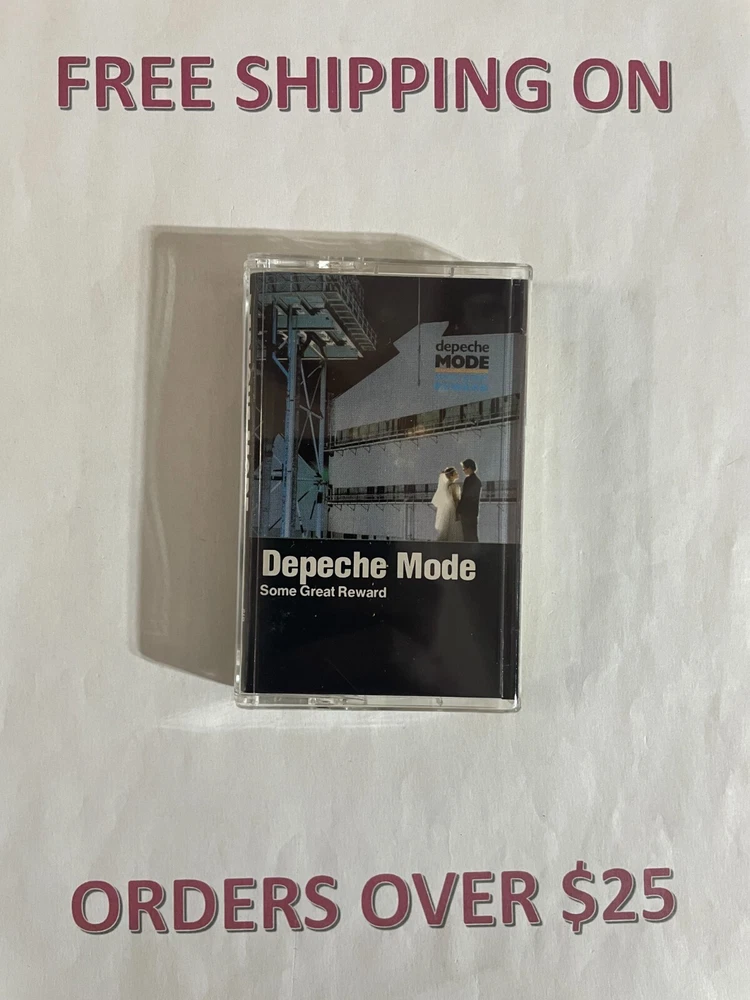 FREE SHIPPING ON
depeche
MODE
Depeche Mode
Some Great Reward
ORDERS OVER $25